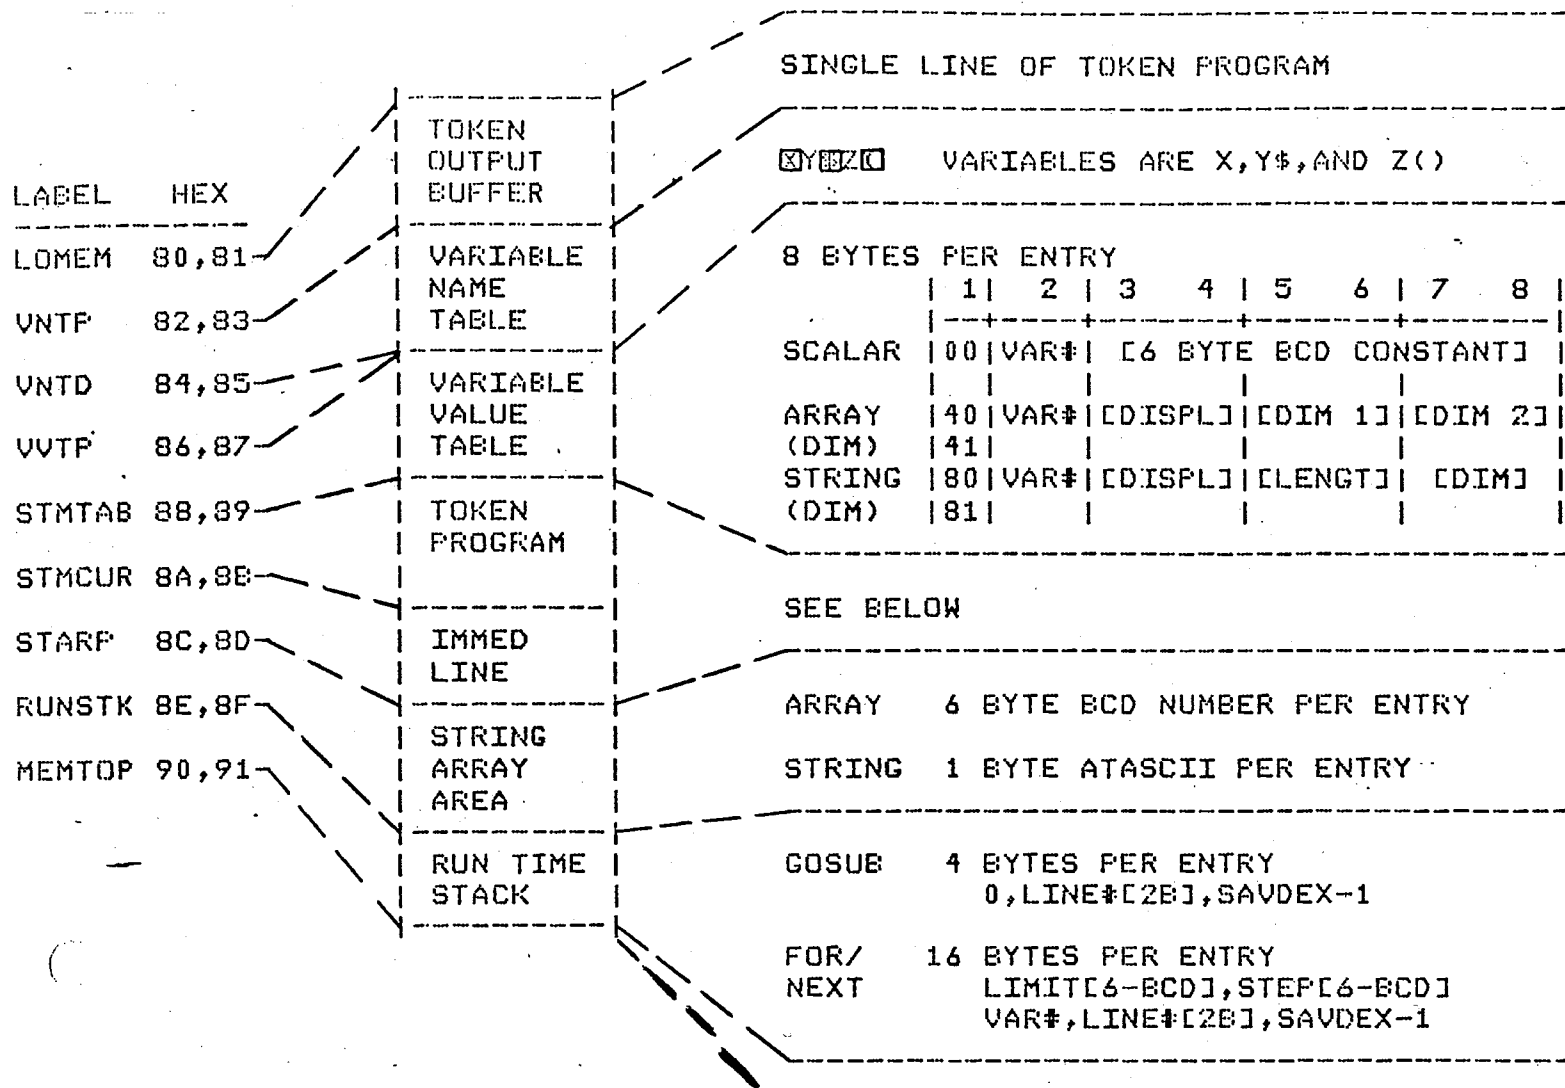 SINGLE LINE OF TOKEN PROGRAM
TOKEN
OUTPUT
BUFFER
XY$Z( VARIABLES ARE X,Y$,AND Z()
LABEL HEX
LOMEM 80,81
VARIABLE
NAME
TABLE
8 BYTES PER ENTRY
| 1| 2 | 3 4 | 5 6 | 7 8 |
VNTP 82,83
SCALAR |00|VAR#| [6 BYTE BCD CONSTANT] |
VNTD 84,85
VARIABLE
VALUE
TABLE
ARRAY |40|VAR#|[DISPL]|[DIM 1]|[DIM 2]|
(DIM) |41|
VVTP 86,87
STRING |80|VAR#|[DISPL]|[LENGT]| [DIM] |
(DIM) |81|
STMTAB 88,89
TOKEN
PROGRAM
STMCUR 8A,8B
SEE BELOW
STARP 8C,8D
IMMED
LINE
RUNSTK 8E,8F
ARRAY 6 BYTE BCD NUMBER PER ENTRY
STRING
ARRAY
AREA
MEMTOP 90,91
STRING 1 BYTE ATASCII PER ENTRY
RUN TIME
STACK
GOSUB 4 BYTES PER ENTRY
0,LINE#[2B],SAVDEX-1
FOR/ 16 BYTES PER ENTRY
NEXT LIMIT[6-BCD],STEP[6-BCD]
VAR#,LINE#[2B],SAVDEX-1